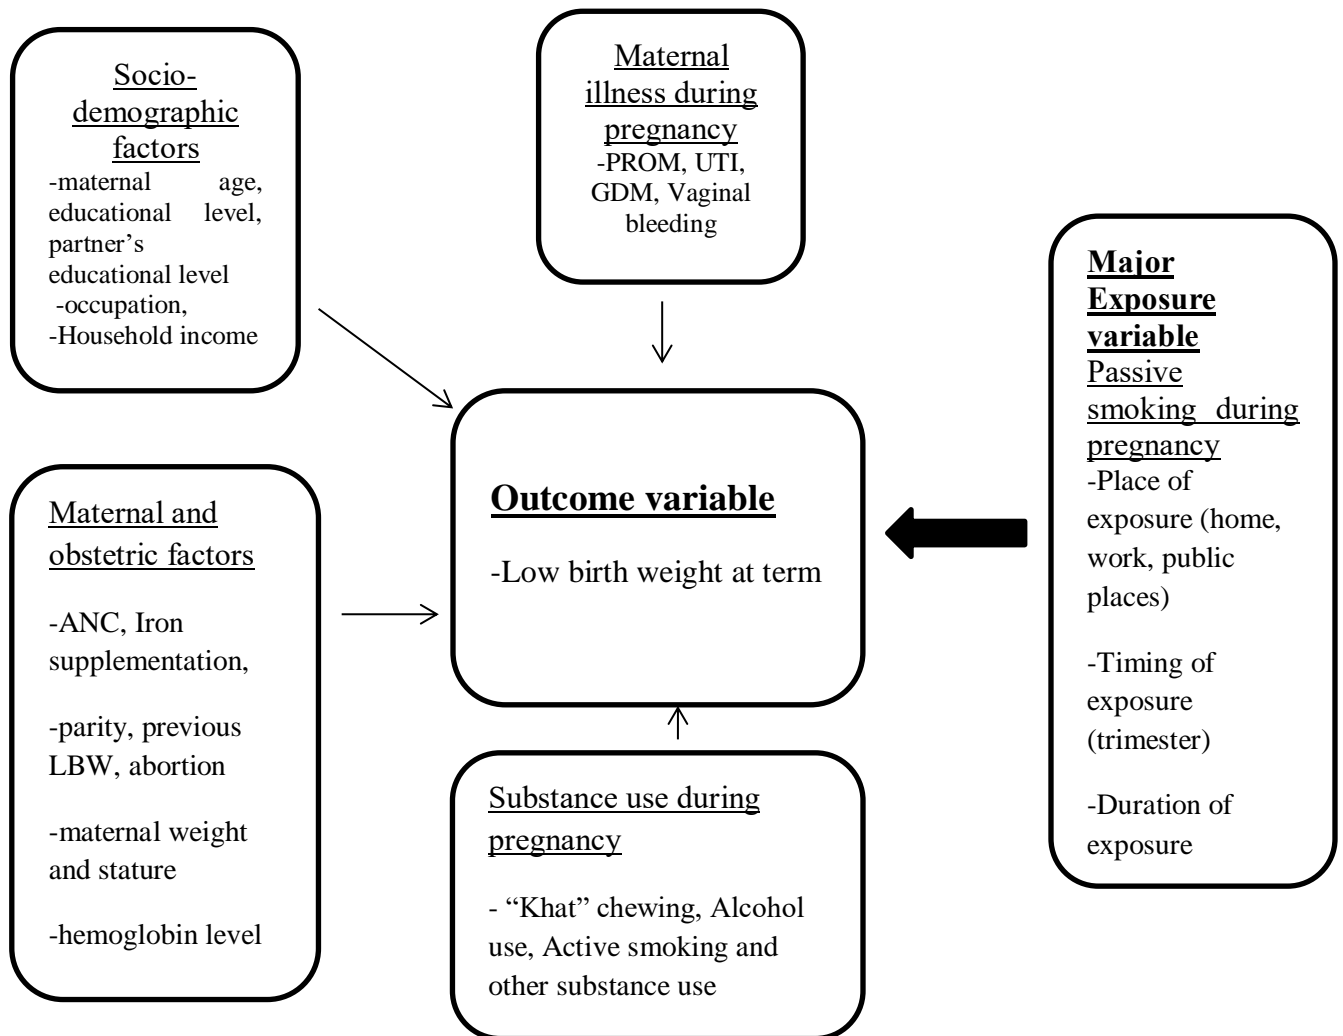 Socio-
demographic
factors
-maternal age,
educational level,
partner’s
educational level
-occupation,
-Household income
Maternal
illness during
pregnancy
-PROM, UTI,
GDM, Vaginal
bleeding
Major
Exposure
variable
Passive
smoking during
pregnancy
-Place of
exposure (home,
work, public
places)
-Timing of
exposure
(trimester)
-Duration of
exposure
Outcome variable
-Low birth weight at term
Maternal and
obstetric factors
-ANC, Iron
supplementation,
-parity, previous
LBW, abortion
-maternal weight
and stature
-hemoglobin level
Substance use during
pregnancy
- “Khat” chewing, Alcohol
use, Active smoking and
other substance use